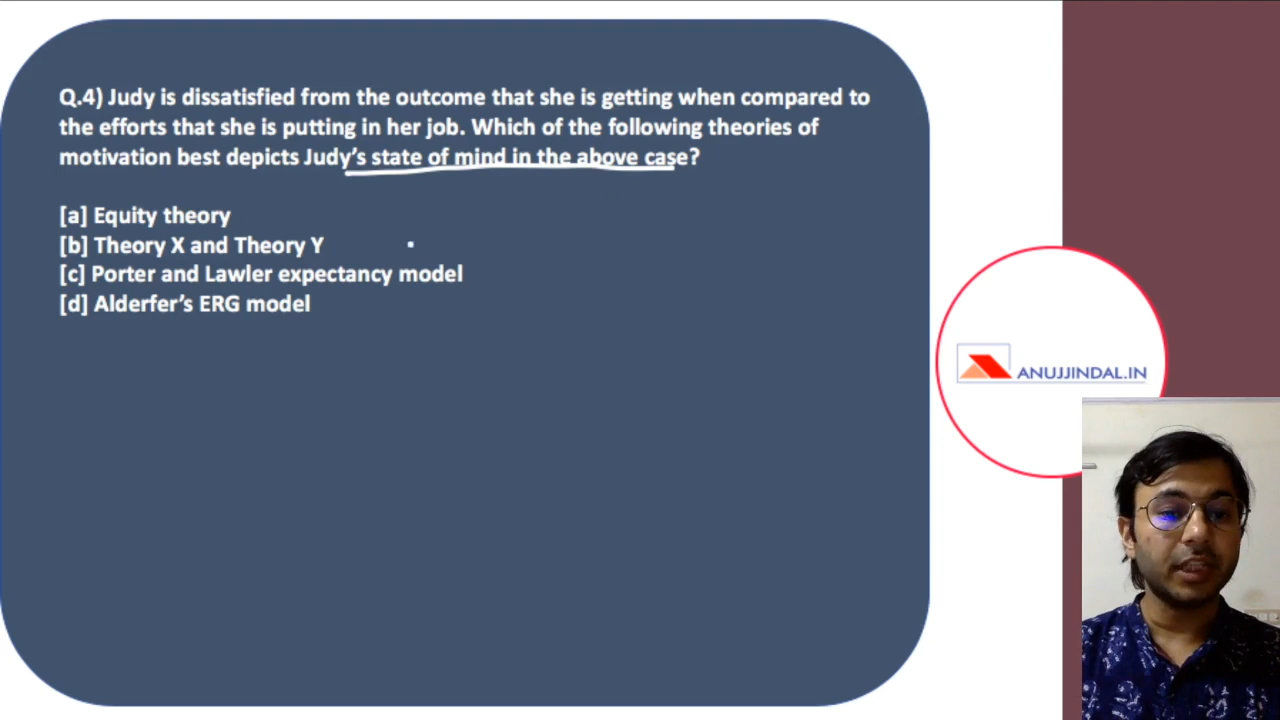 Q.4) Judy is dissatisfied from the outcome that she is getting when compared to
the efforts that she is putting in her job. Which of the following theories of
motivation best depicts Judy's state of mind in the above case?
[a] Equity theory
[b] Theory X and Theory Y
[c] Porter and Lawler expectancy model
[d] Alderfer's ERG model
ANUJJINDAL.IN